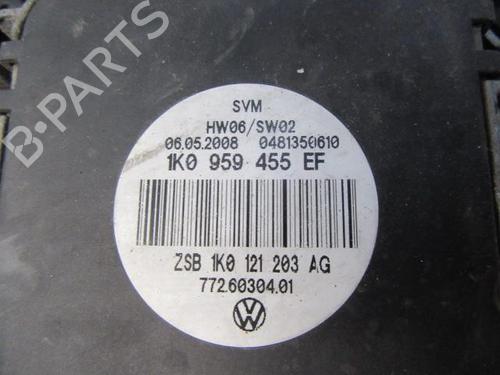 SVM
HW06/SW02
06.05.2008 0481350610
1K0 959 455 EF
ZSB 1K0 121 203 AG
772.60304.01
VW